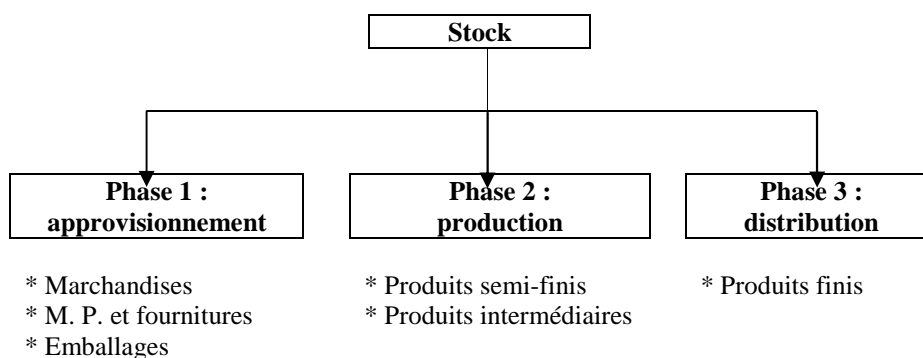 Stock
Phase 1 :
approvisionnement
Phase 2 :
production
Phase 3 :
distribution
* Marchandises
* M. P. et fournitures
* Emballages
* Produits semi-finis
* Produits intermédiaires
* Produits finis